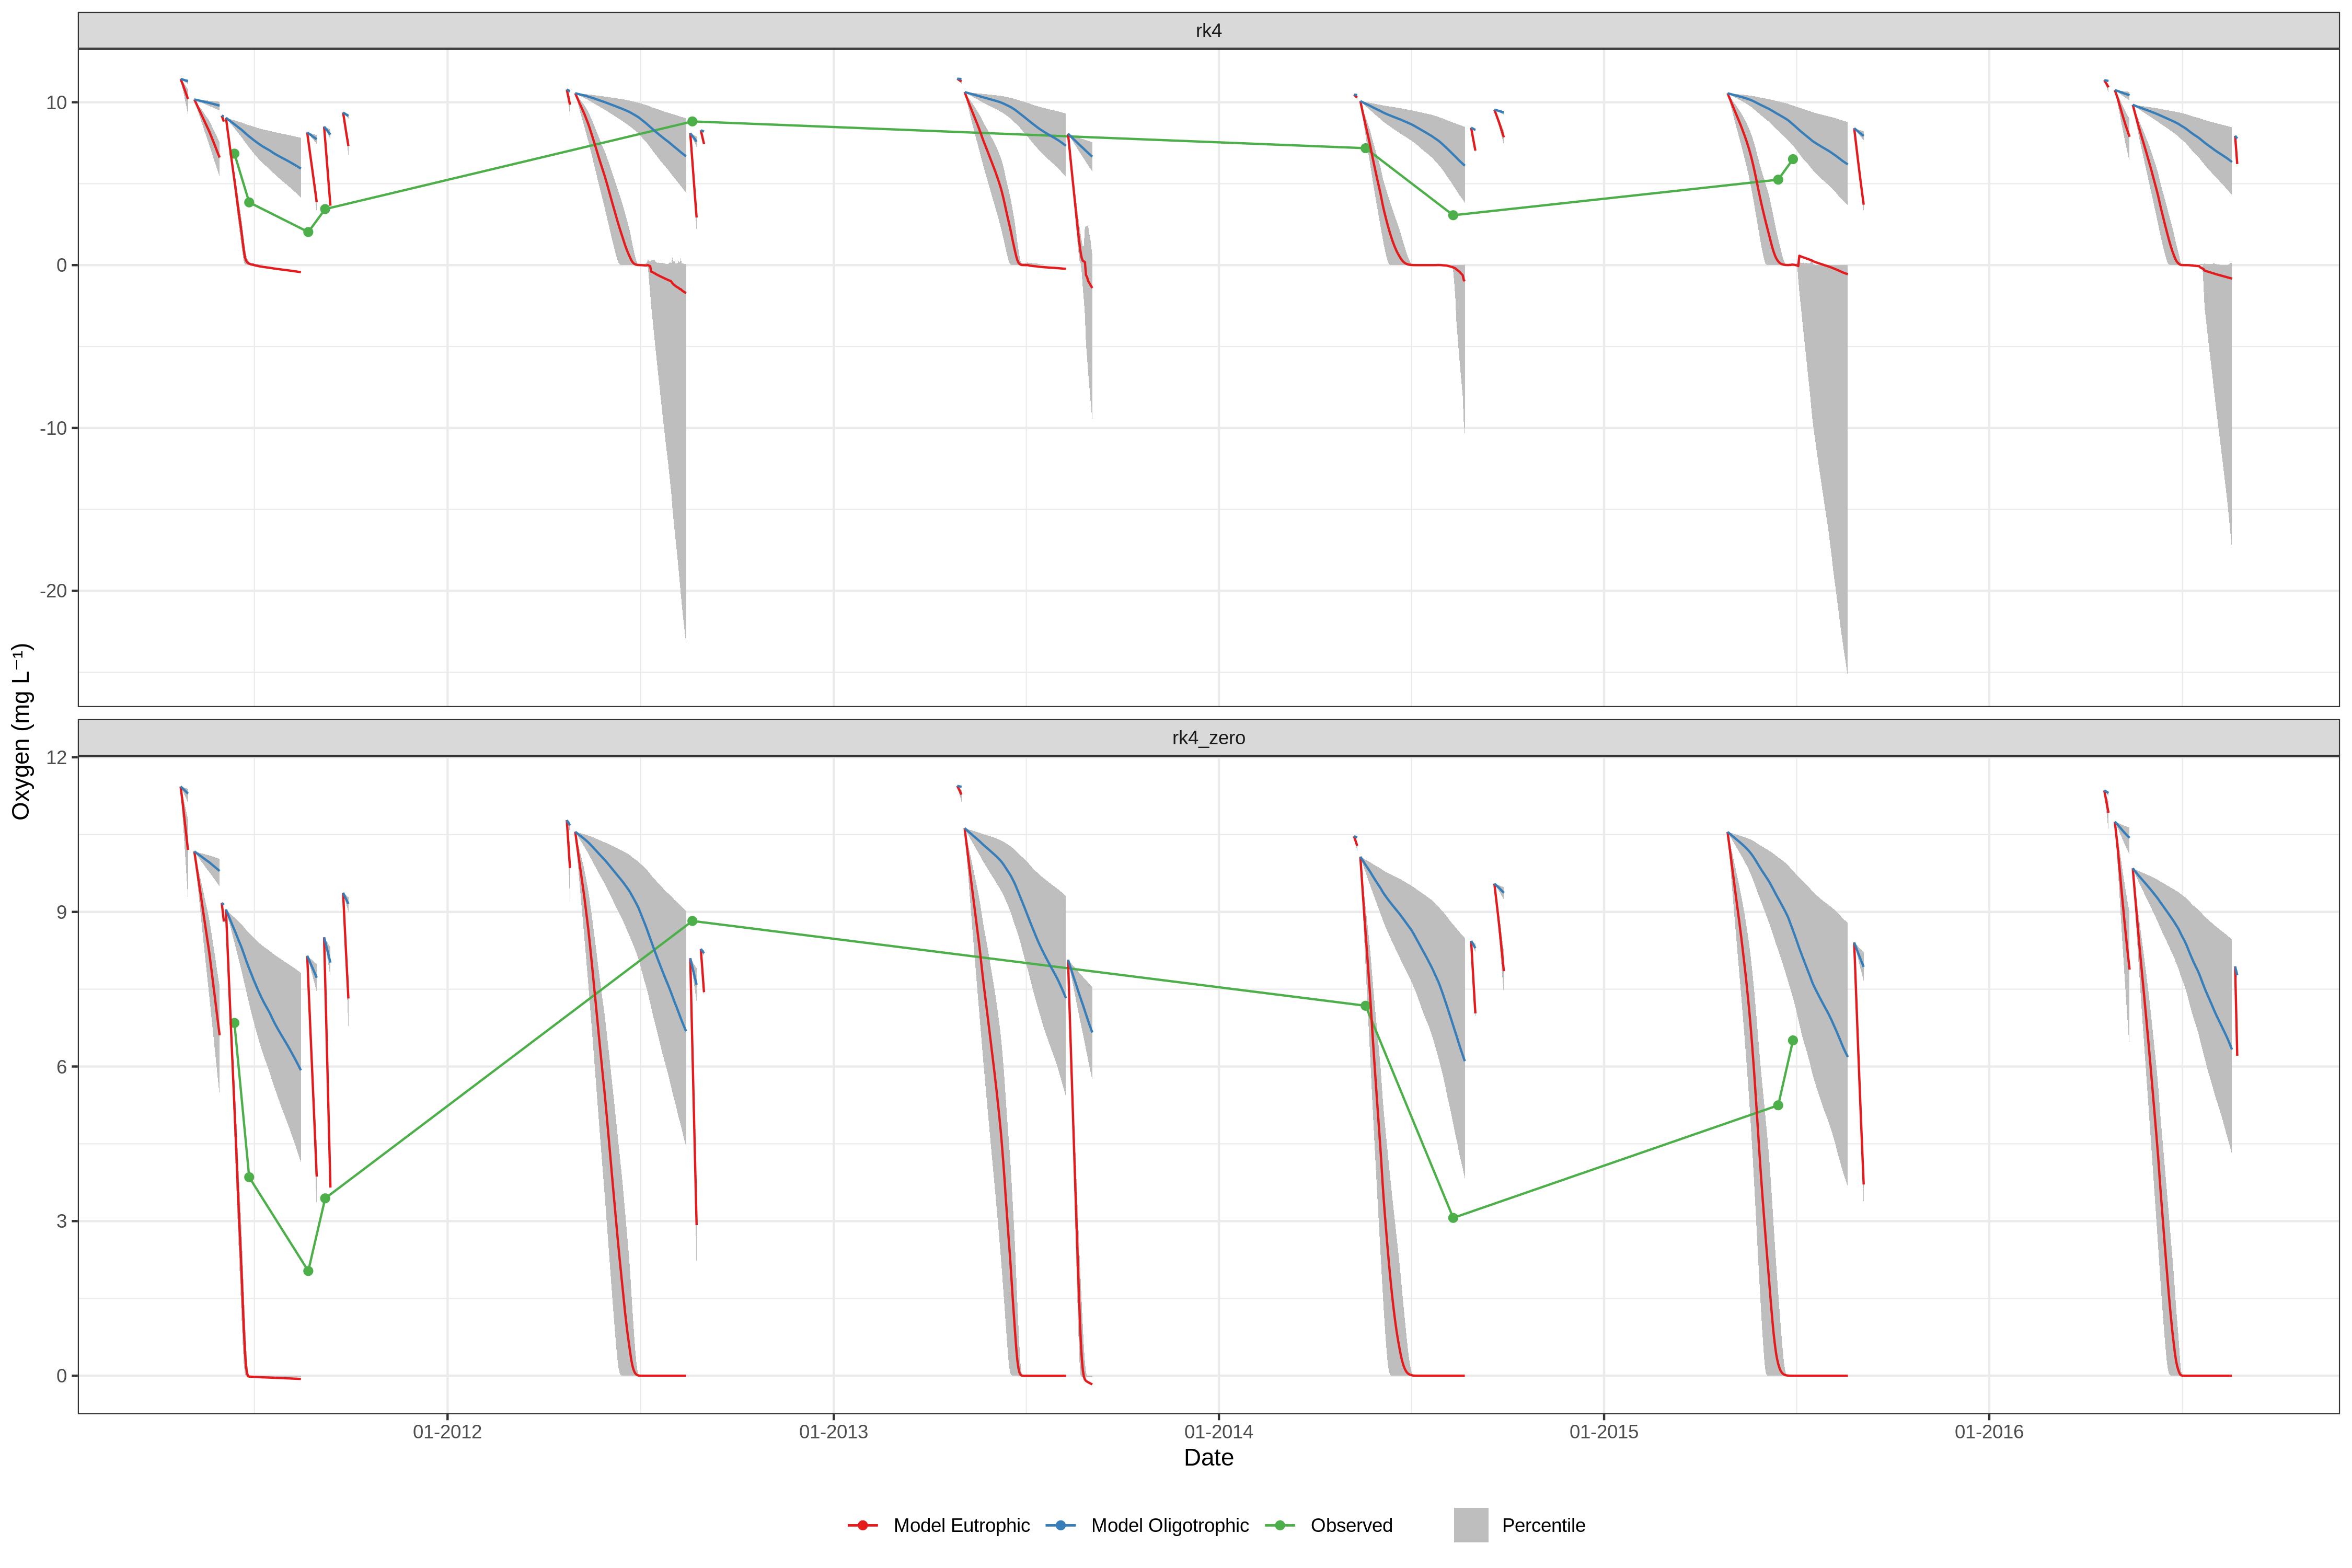 rk4
10
0
-10
-20
Oxygen (mg L⁻¹)
rk4_zero
12
9
6
3
0
01-2012 01-2013 01-2014 01-2015 01-2016
Date
Model Eutrophic Model Oligotrophic Observed Percentile